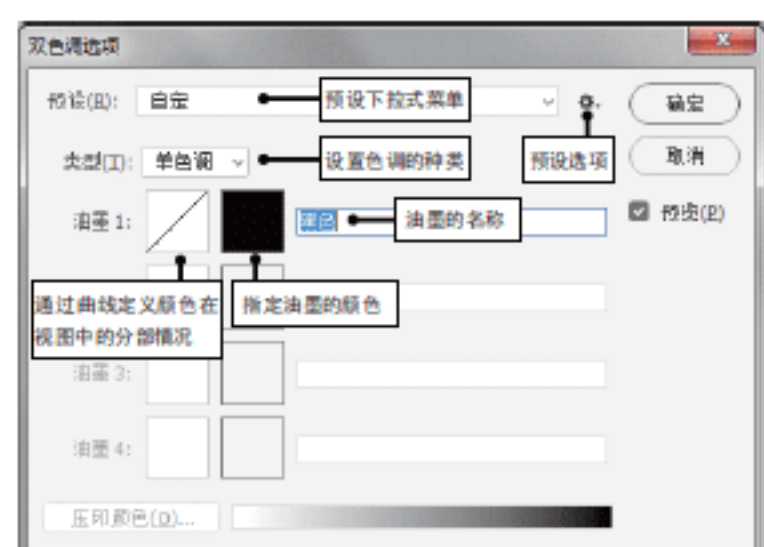 双色调选项
预设(R):
自定
预设下拉式菜单
确定
类型(T):
单色调
设置色调的种类
预设选项
取消
油墨 1:
黑色
油墨的名称
预览(P)
通过曲线定义颜色在
视图中的分部情况
指定油墨的颜色
油墨 3:
油墨 4:
压印颜色(O)...